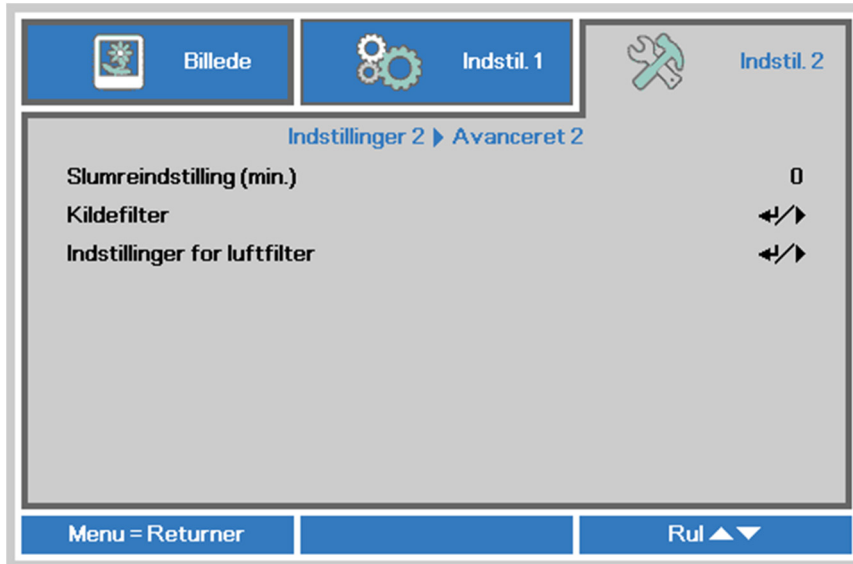 Billede
Indstil. 1
Indstil. 2
Indstillinger 2 ▶ Avanceret 2
Slumreindstilling (min.) 0
Kildefilter ↵/▶
Indstillinger for luftfilter ↵/▶
Menu = Returner
Rul ▲▼